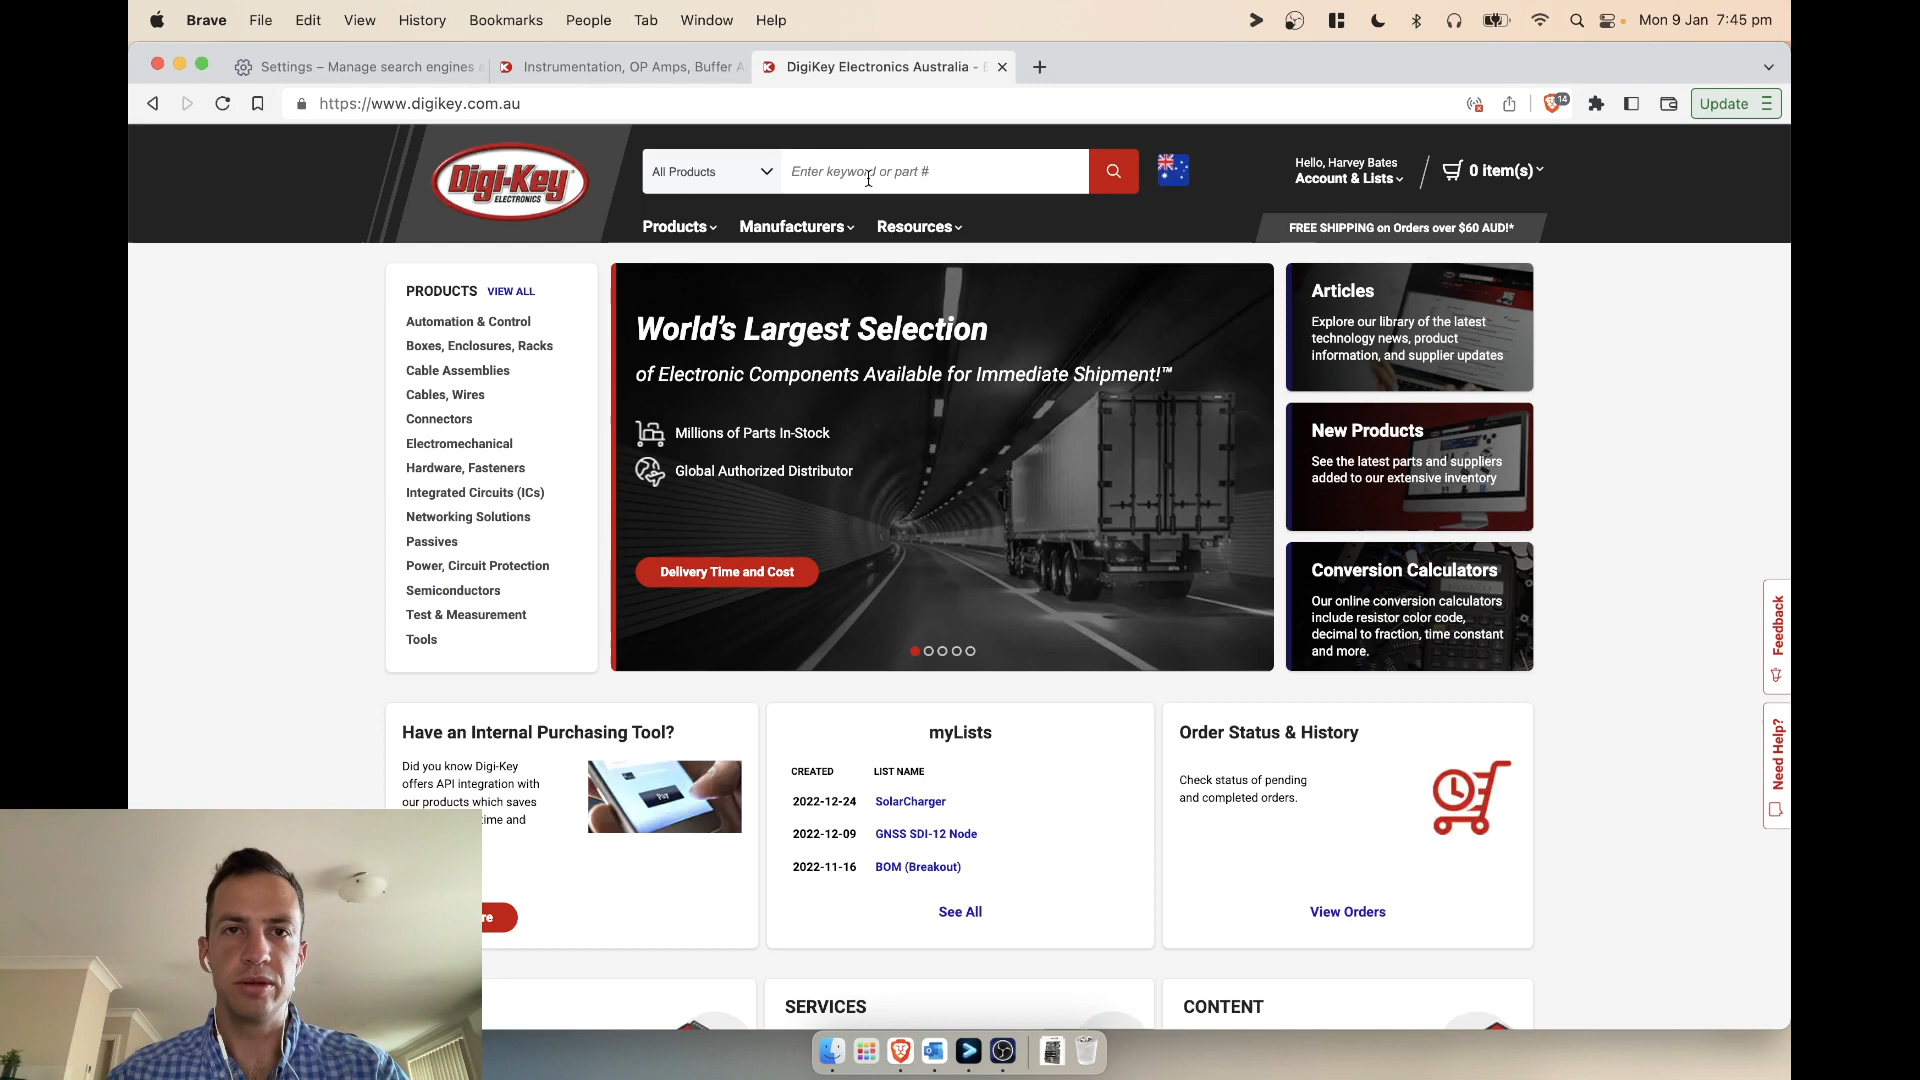 Brave File Edit View History Bookmarks People Tab Window Help Mon 9 Jan 7:45 pm
Settings – Manage search engines a
Instrumentation, OP Amps, Buffer A
DigiKey Electronics Australia -
https://www.digikey.com.au
14
Update
Digi-Key
ELECTRONICS
All Products
Enter keyword or part #
Hello, Harvey Bates
Account & Lists
0 item(s)
Products
Manufacturers
Resources
FREE SHIPPING on Orders over $60 AUD!*
PRODUCTS VIEW ALL
Automation & Control
Boxes, Enclosures, Racks
Cable Assemblies
Cables, Wires
Connectors
Electromechanical
Hardware, Fasteners
Integrated Circuits (ICs)
Networking Solutions
Passives
Power, Circuit Protection
Semiconductors
Test & Measurement
Tools
World's Largest Selection
of Electronic Components Available for Immediate Shipment!™
Millions of Parts In-Stock
Global Authorized Distributor
Delivery Time and Cost
Articles
Explore our library of the latest
technology news, product
information, and supplier updates
New Products
See the latest parts and suppliers
added to our extensive inventory
Conversion Calculators
Our online conversion calculators
include resistor color code,
decimal to fraction, time constant
and more.
Feedback
Need Help?
Have an Internal Purchasing Tool?
Did you know Digi-Key
offers API integration with
our products which saves
time and
re
myLists
CREATED LIST NAME
2022-12-24 SolarCharger
2022-12-09 GNSS SDI-12 Node
2022-11-16 BOM (Breakout)
See All
Order Status & History
Check status of pending
and completed orders.
View Orders
SERVICES
CONTENT